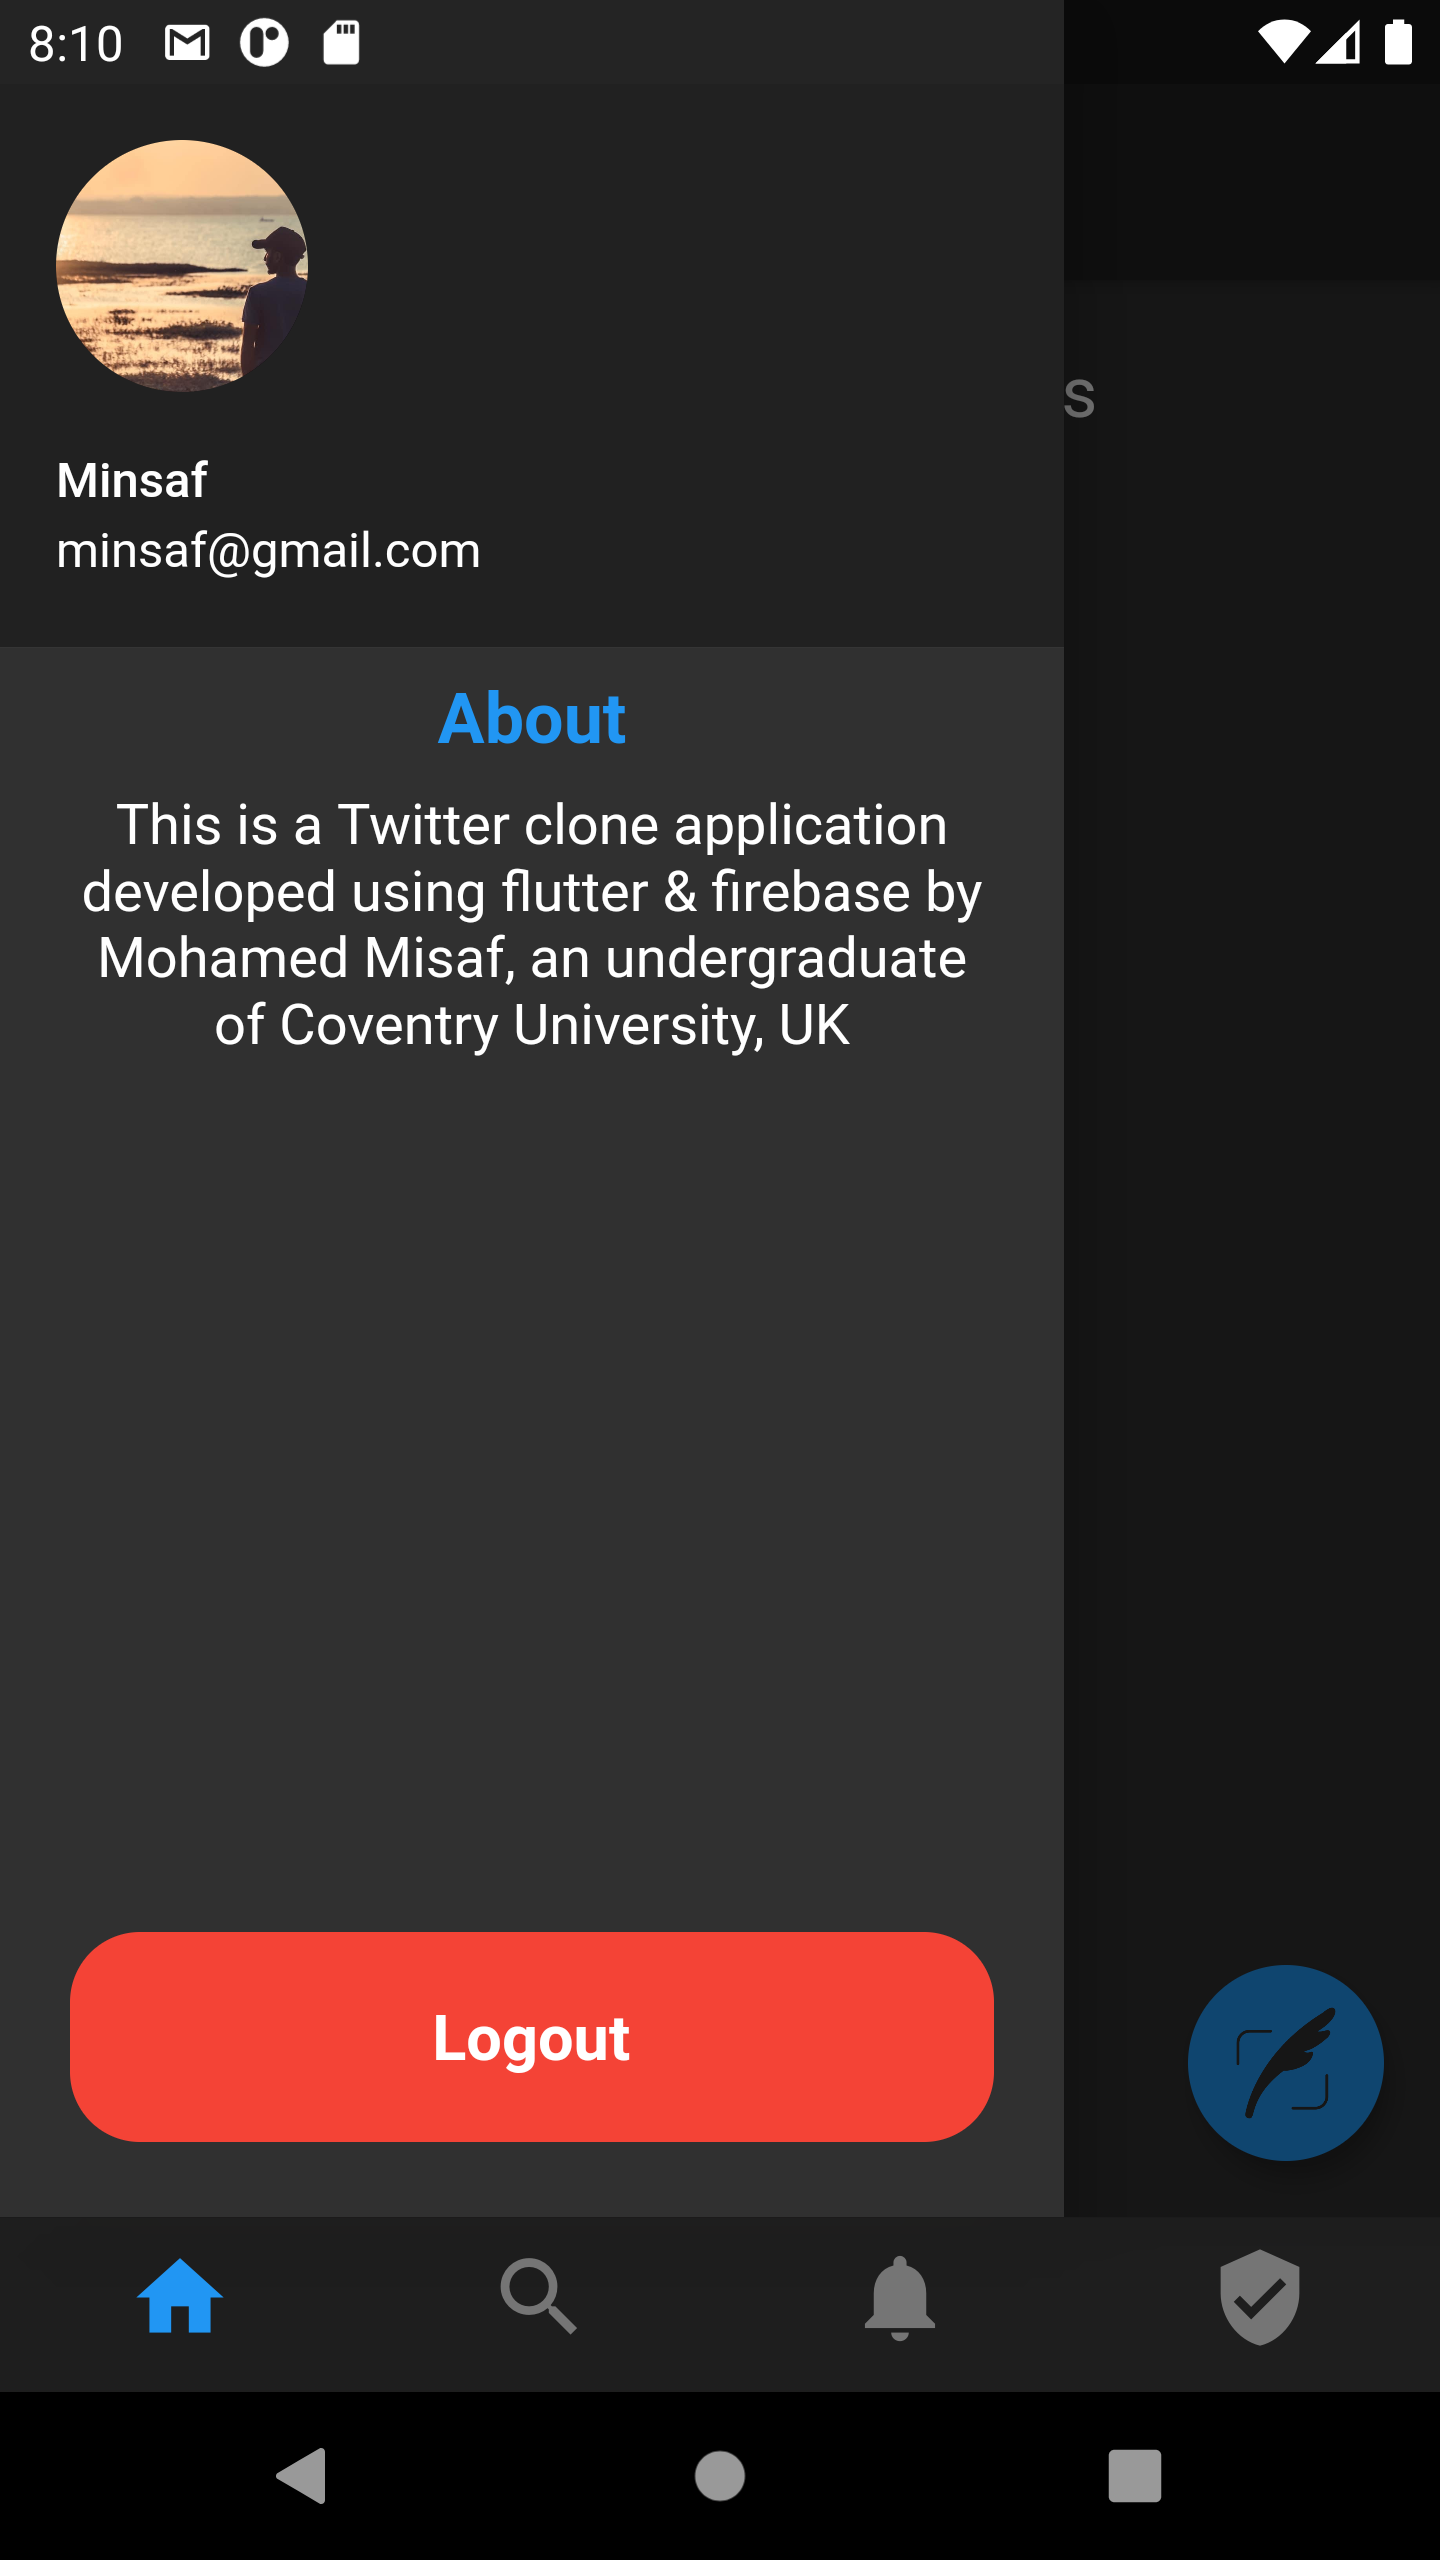 8:10
s
Minsaf
minsaf@gmail.com
About
This is a Twitter clone application
developed using flutter & firebase by
Mohamed Misaf, an undergraduate
of Coventry University, UK
Logout